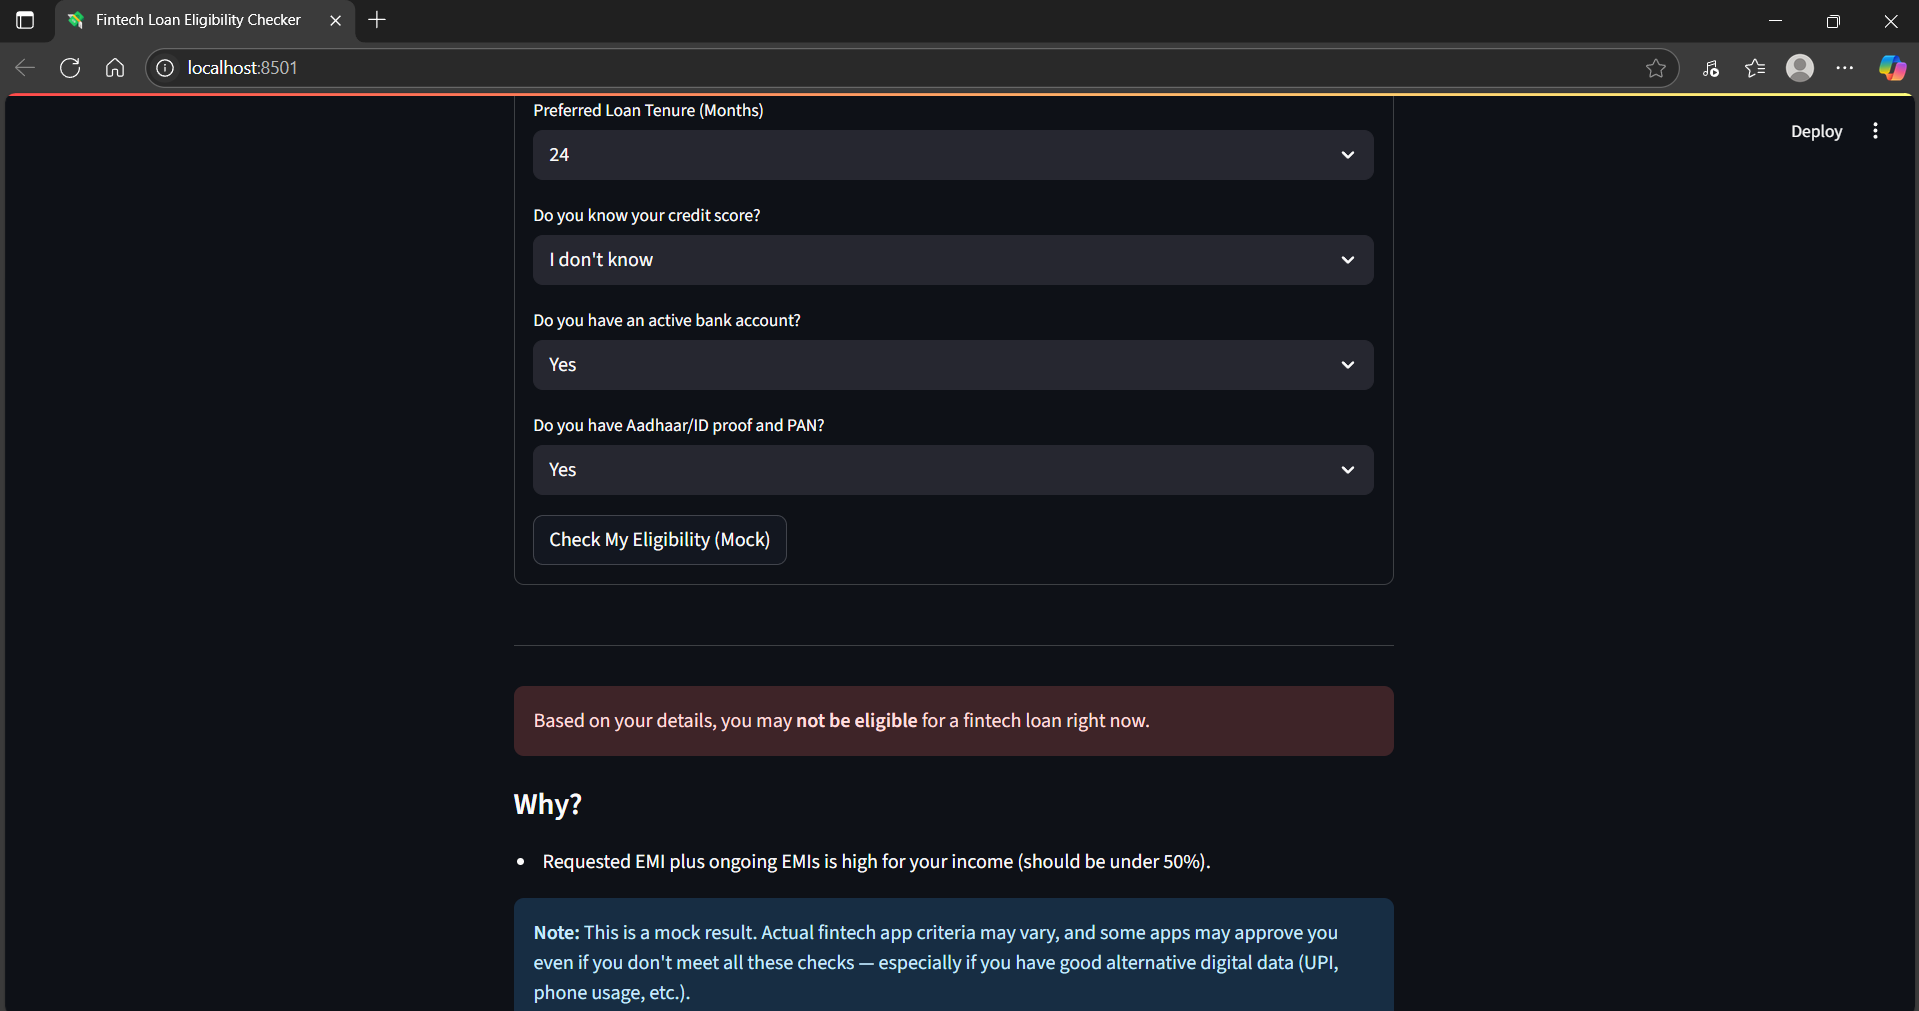 Fintech Loan Eligibility Checker
localhost:8501
Deploy
Preferred Loan Tenure (Months)
24
Do you know your credit score?
I don't know
Do you have an active bank account?
Yes
Do you have Aadhaar/ID proof and PAN?
Yes
Check My Eligibility (Mock)
Based on your details, you may not be eligible for a fintech loan right now.
Why?
• Requested EMI plus ongoing EMIs is high for your income (should be under 50%).
Note: This is a mock result. Actual fintech app criteria may vary, and some apps may approve you
even if you don't meet all these checks — especially if you have good alternative digital data (UPI,
phone usage, etc.).